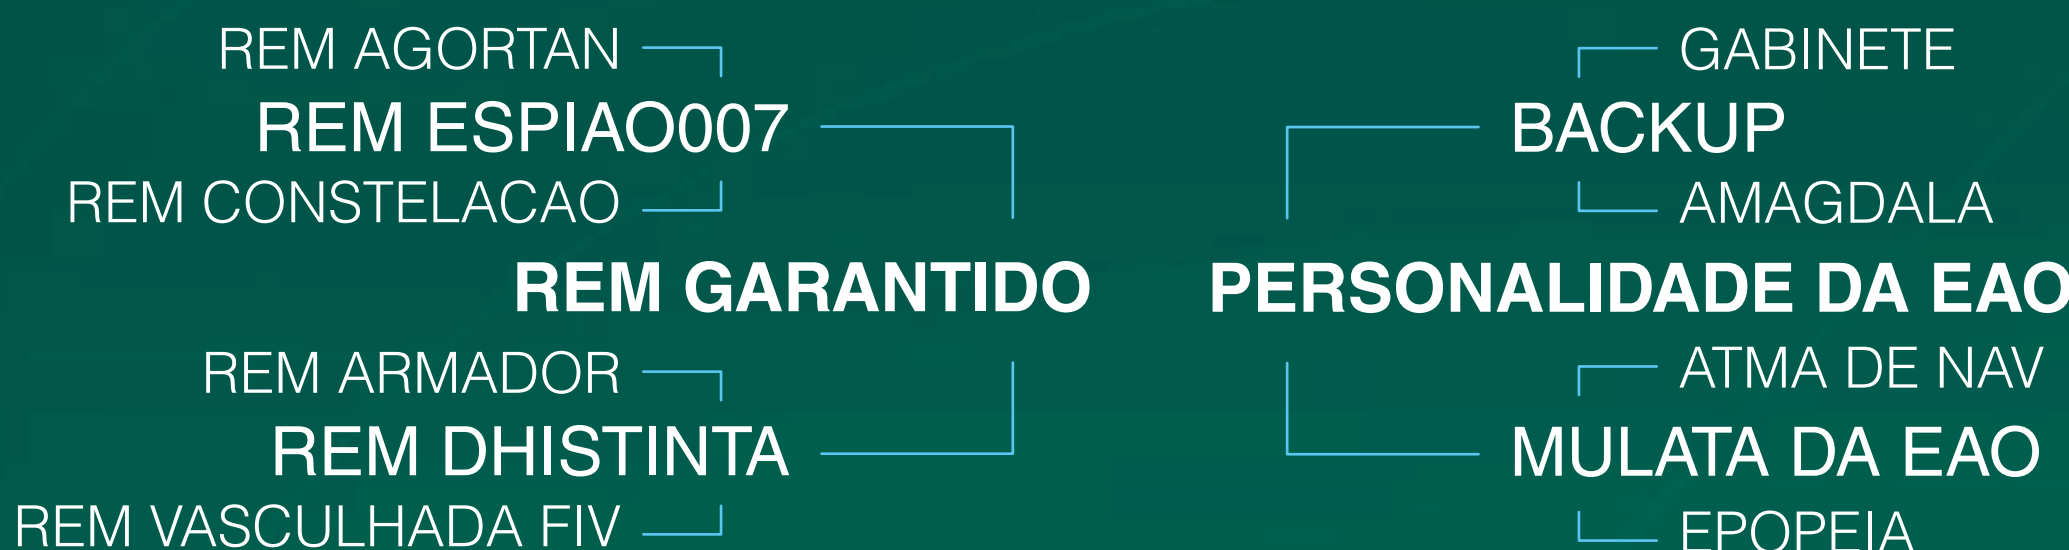 REM AGORTAN
REM ESPIAO007
REM CONSTELACAO
REM GARANTIDO
REM ARMADOR
REM DHISTINTA
REM VASCULHADA FIV
GABINETE
BACKUP
AMAGDALA
PERSONALIDADE DA EAO
ATMA DE NAV
MULATA DA EAO
EPOPEIA